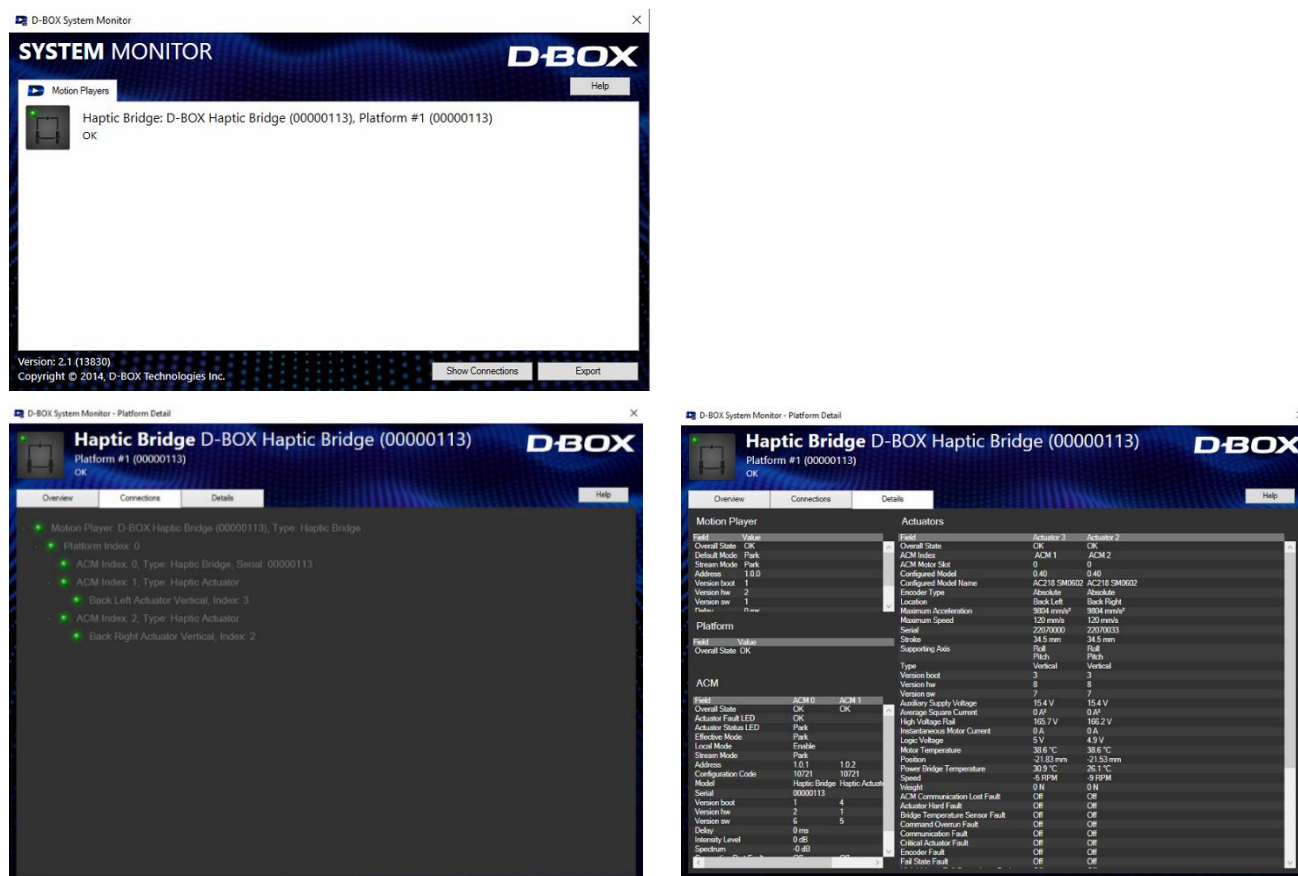 D-BOX System Monitor
SYSTEM MONITOR
D-BOX
Motion Players
Help
Haptic Bridge: D-BOX Haptic Bridge (00000113), Platform #1 (00000113)
OK
Version: 2.1 (13830)
Copyright © 2014, D-BOX Technologies Inc.
Show Connections
Export
D-BOX System Monitor - Platform Detail
Haptic Bridge D-BOX Haptic Bridge (00000113)
Platform #1 (00000113)
OK
D-BOX
Overview Connections Details
Help
Motion Player: D-BOX Haptic Bridge (00000113), Type: Haptic Bridge
Platform Index: 0
ACM Index: 0, Type: Haptic Bridge, Serial: 00000113
ACM Index: 1, Type: Haptic Actuator
Back Left Actuator Vertical, Index: 3
ACM Index: 2, Type: Haptic Actuator
Back Right Actuator Vertical, Index: 2
D-BOX System Monitor - Platform Detail
Haptic Bridge D-BOX Haptic Bridge (00000113)
Platform #1 (00000113)
OK
D-BOX
Overview Connections Details
Help
Motion Player
Field Value
Overall State OK
Default Mode Park
Stream Mode Park
Address 1.0.0
Version boot 1
Version hw 2
Version sw 1
Delay 0 ms
Platform
Field Value
Overall State OK
ACM
Field ACM 0 ACM 1
Overall State OK OK
Actuator Fault LED OK
Actuator Status LED Park
Effective Mode Park
Local Mode Enable
Stream Mode Park
Address 1.0.1 1.0.2
Configuration Code 10721 10721
Model Haptic Bridge Haptic Actuat
Serial 00000113
Version boot 1 4
Version hw 2 1
Version sw 6 5
Delay 0 ms
Intensity Level 0 dB
Spectrum -0 dB
Actuators
Field Actuator 3 Actuator 2
Overall State OK OK
ACM Index ACM 1 ACM 2
ACM Motor Slot 0 0
Configured Model 0.40 0.40
Configured Model Name AC218 SM0602 AC218 SM0602
Encoder Type Absolute Absolute
Location Back Left Back Right
Maximum Acceleration 9804 mm/s² 9804 mm/s²
Maximum Speed 120 mm/s 120 mm/s
Serial 22070000 22070033
Stroke 34.5 mm 34.5 mm
Supporting Axis Roll Roll
Pitch Pitch
Type Vertical Vertical
Version boot 3 3
Version hw 8 8
Version sw 7 7
Auxiliary Supply Voltage 15.4 V 15.4 V
Average Square Current 0 A² 0 A²
High Voltage Rail 165.7 V 166.2 V
Instantaneous Motor Current 0 A 0 A
Logic Voltage 5 V 4.9 V
Motor Temperature 38.6 °C 38.6 °C
Position -21.83 mm -21.53 mm
Power Bridge Temperature 30.9 °C 26.1 °C
Speed -5 RPM -9 RPM
Weight 0 N 0 N
ACM Communication Lost Fault Off Off
Actuator Hard Fault Off Off
Bridge Temperature Sensor Fault Off Off
Command Overrun Fault Off Off
Communication Fault Off Off
Critical Actuator Fault Off Off
Encoder Fault Off Off
Fail State Fault Off Off